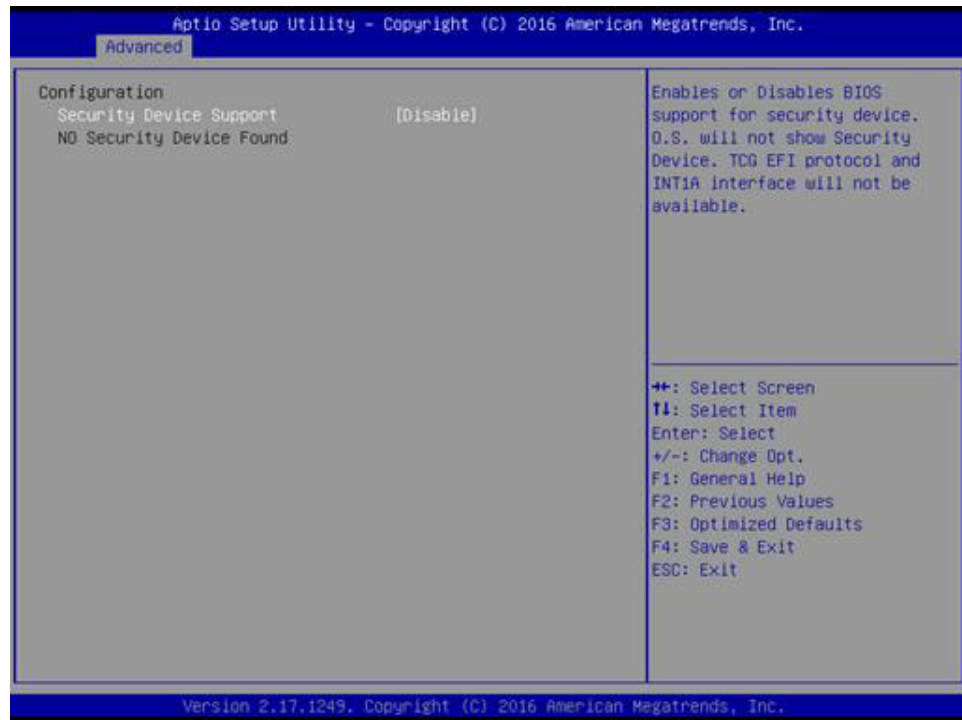 Aptio Setup Utility – Copyright (C) 2016 American Megatrends, Inc.
Advanced
Configuration
Security Device Support [Disable]
NO Security Device Found
Enables or Disables BIOS
support for security device.
O.S. will not show Security
Device. TCG EFI protocol and
INT1A interface will not be
available.
→←: Select Screen
↑↓: Select Item
Enter: Select
+/-: Change Opt.
F1: General Help
F2: Previous Values
F3: Optimized Defaults
F4: Save & Exit
ESC: Exit
Version 2.17.1249. Copyright (C) 2016 American Megatrends, Inc.